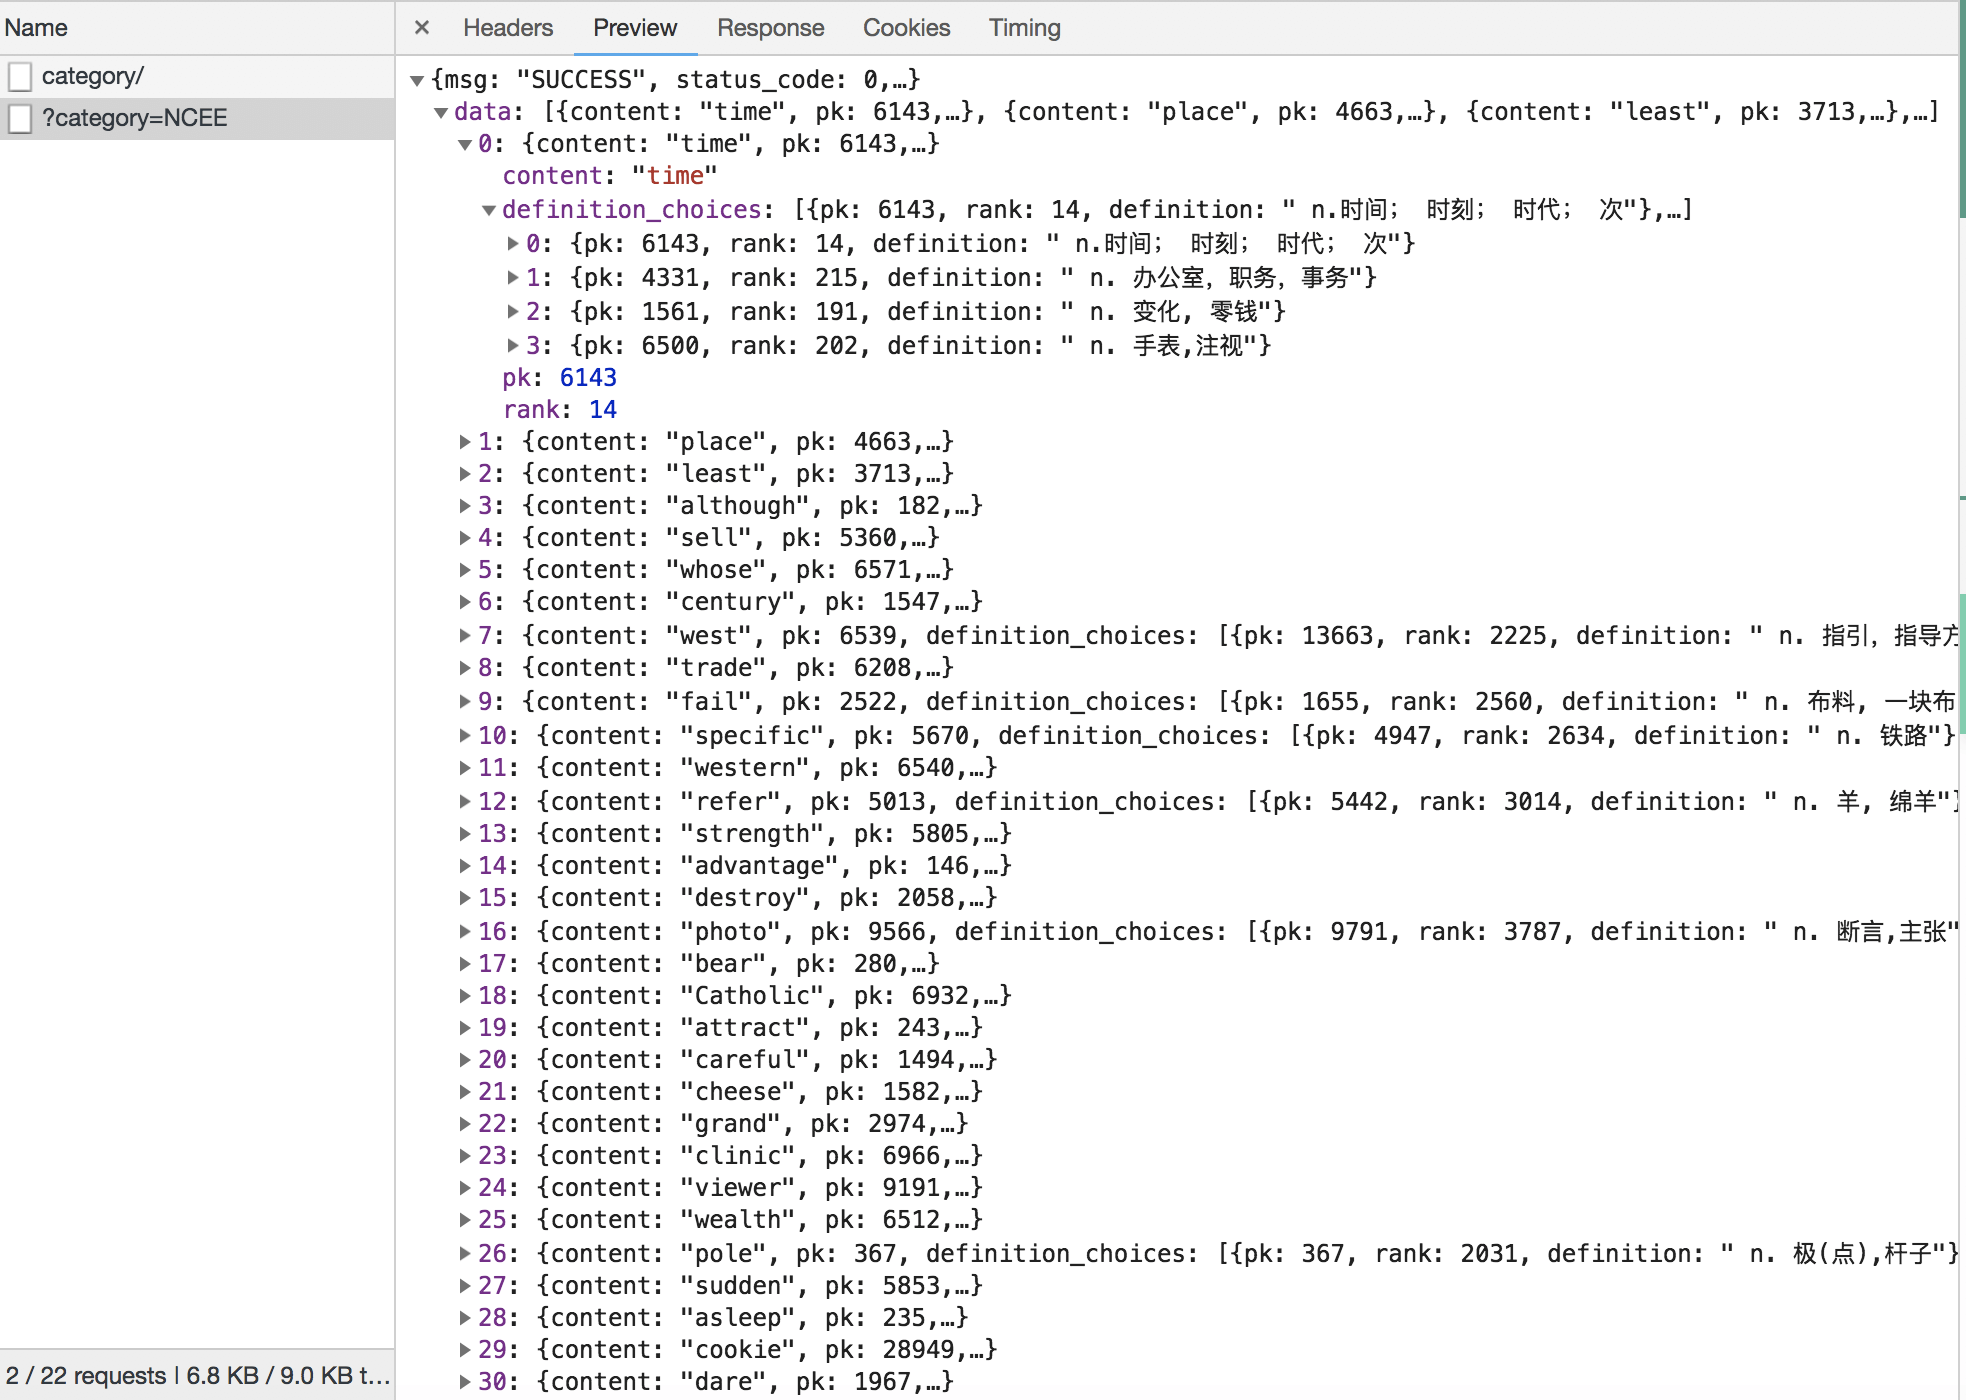 Name
category/
?category=NCEE
2 / 22 requests | 6.8 KB / 9.0 KB t…
× Headers Preview Response Cookies Timing
{msg: "SUCCESS", status_code: 0,…}
data: [{content: "time", pk: 6143,…}, {content: "place", pk: 4663,…}, {content: "least", pk: 3713,…},…]
0: {content: "time", pk: 6143,…}
content: "time"
definition_choices: [{pk: 6143, rank: 14, definition: " n.时间； 时刻； 时代； 次"},…]
0: {pk: 6143, rank: 14, definition: " n.时间； 时刻； 时代； 次"}
1: {pk: 4331, rank: 215, definition: " n. 办公室，职务，事务"}
2: {pk: 1561, rank: 191, definition: " n. 变化, 零钱"}
3: {pk: 6500, rank: 202, definition: " n. 手表,注视"}
pk: 6143
rank: 14
1: {content: "place", pk: 4663,…}
2: {content: "least", pk: 3713,…}
3: {content: "although", pk: 182,…}
4: {content: "sell", pk: 5360,…}
5: {content: "whose", pk: 6571,…}
6: {content: "century", pk: 1547,…}
7: {content: "west", pk: 6539, definition_choices: [{pk: 13663, rank: 2225, definition: " n. 指引，指导方
8: {content: "trade", pk: 6208,…}
9: {content: "fail", pk: 2522, definition_choices: [{pk: 1655, rank: 2560, definition: " n. 布料, 一块布
10: {content: "specific", pk: 5670, definition_choices: [{pk: 4947, rank: 2634, definition: " n. 铁路"}
11: {content: "western", pk: 6540,…}
12: {content: "refer", pk: 5013, definition_choices: [{pk: 5442, rank: 3014, definition: " n. 羊, 绵羊"}
13: {content: "strength", pk: 5805,…}
14: {content: "advantage", pk: 146,…}
15: {content: "destroy", pk: 2058,…}
16: {content: "photo", pk: 9566, definition_choices: [{pk: 9791, rank: 3787, definition: " n. 断言,主张"
17: {content: "bear", pk: 280,…}
18: {content: "Catholic", pk: 6932,…}
19: {content: "attract", pk: 243,…}
20: {content: "careful", pk: 1494,…}
21: {content: "cheese", pk: 1582,…}
22: {content: "grand", pk: 2974,…}
23: {content: "clinic", pk: 6966,…}
24: {content: "viewer", pk: 9191,…}
25: {content: "wealth", pk: 6512,…}
26: {content: "pole", pk: 367, definition_choices: [{pk: 367, rank: 2031, definition: " n. 极(点),杆子"}
27: {content: "sudden", pk: 5853,…}
28: {content: "asleep", pk: 235,…}
29: {content: "cookie", pk: 28949,…}
30: {content: "dare", pk: 1967,…}